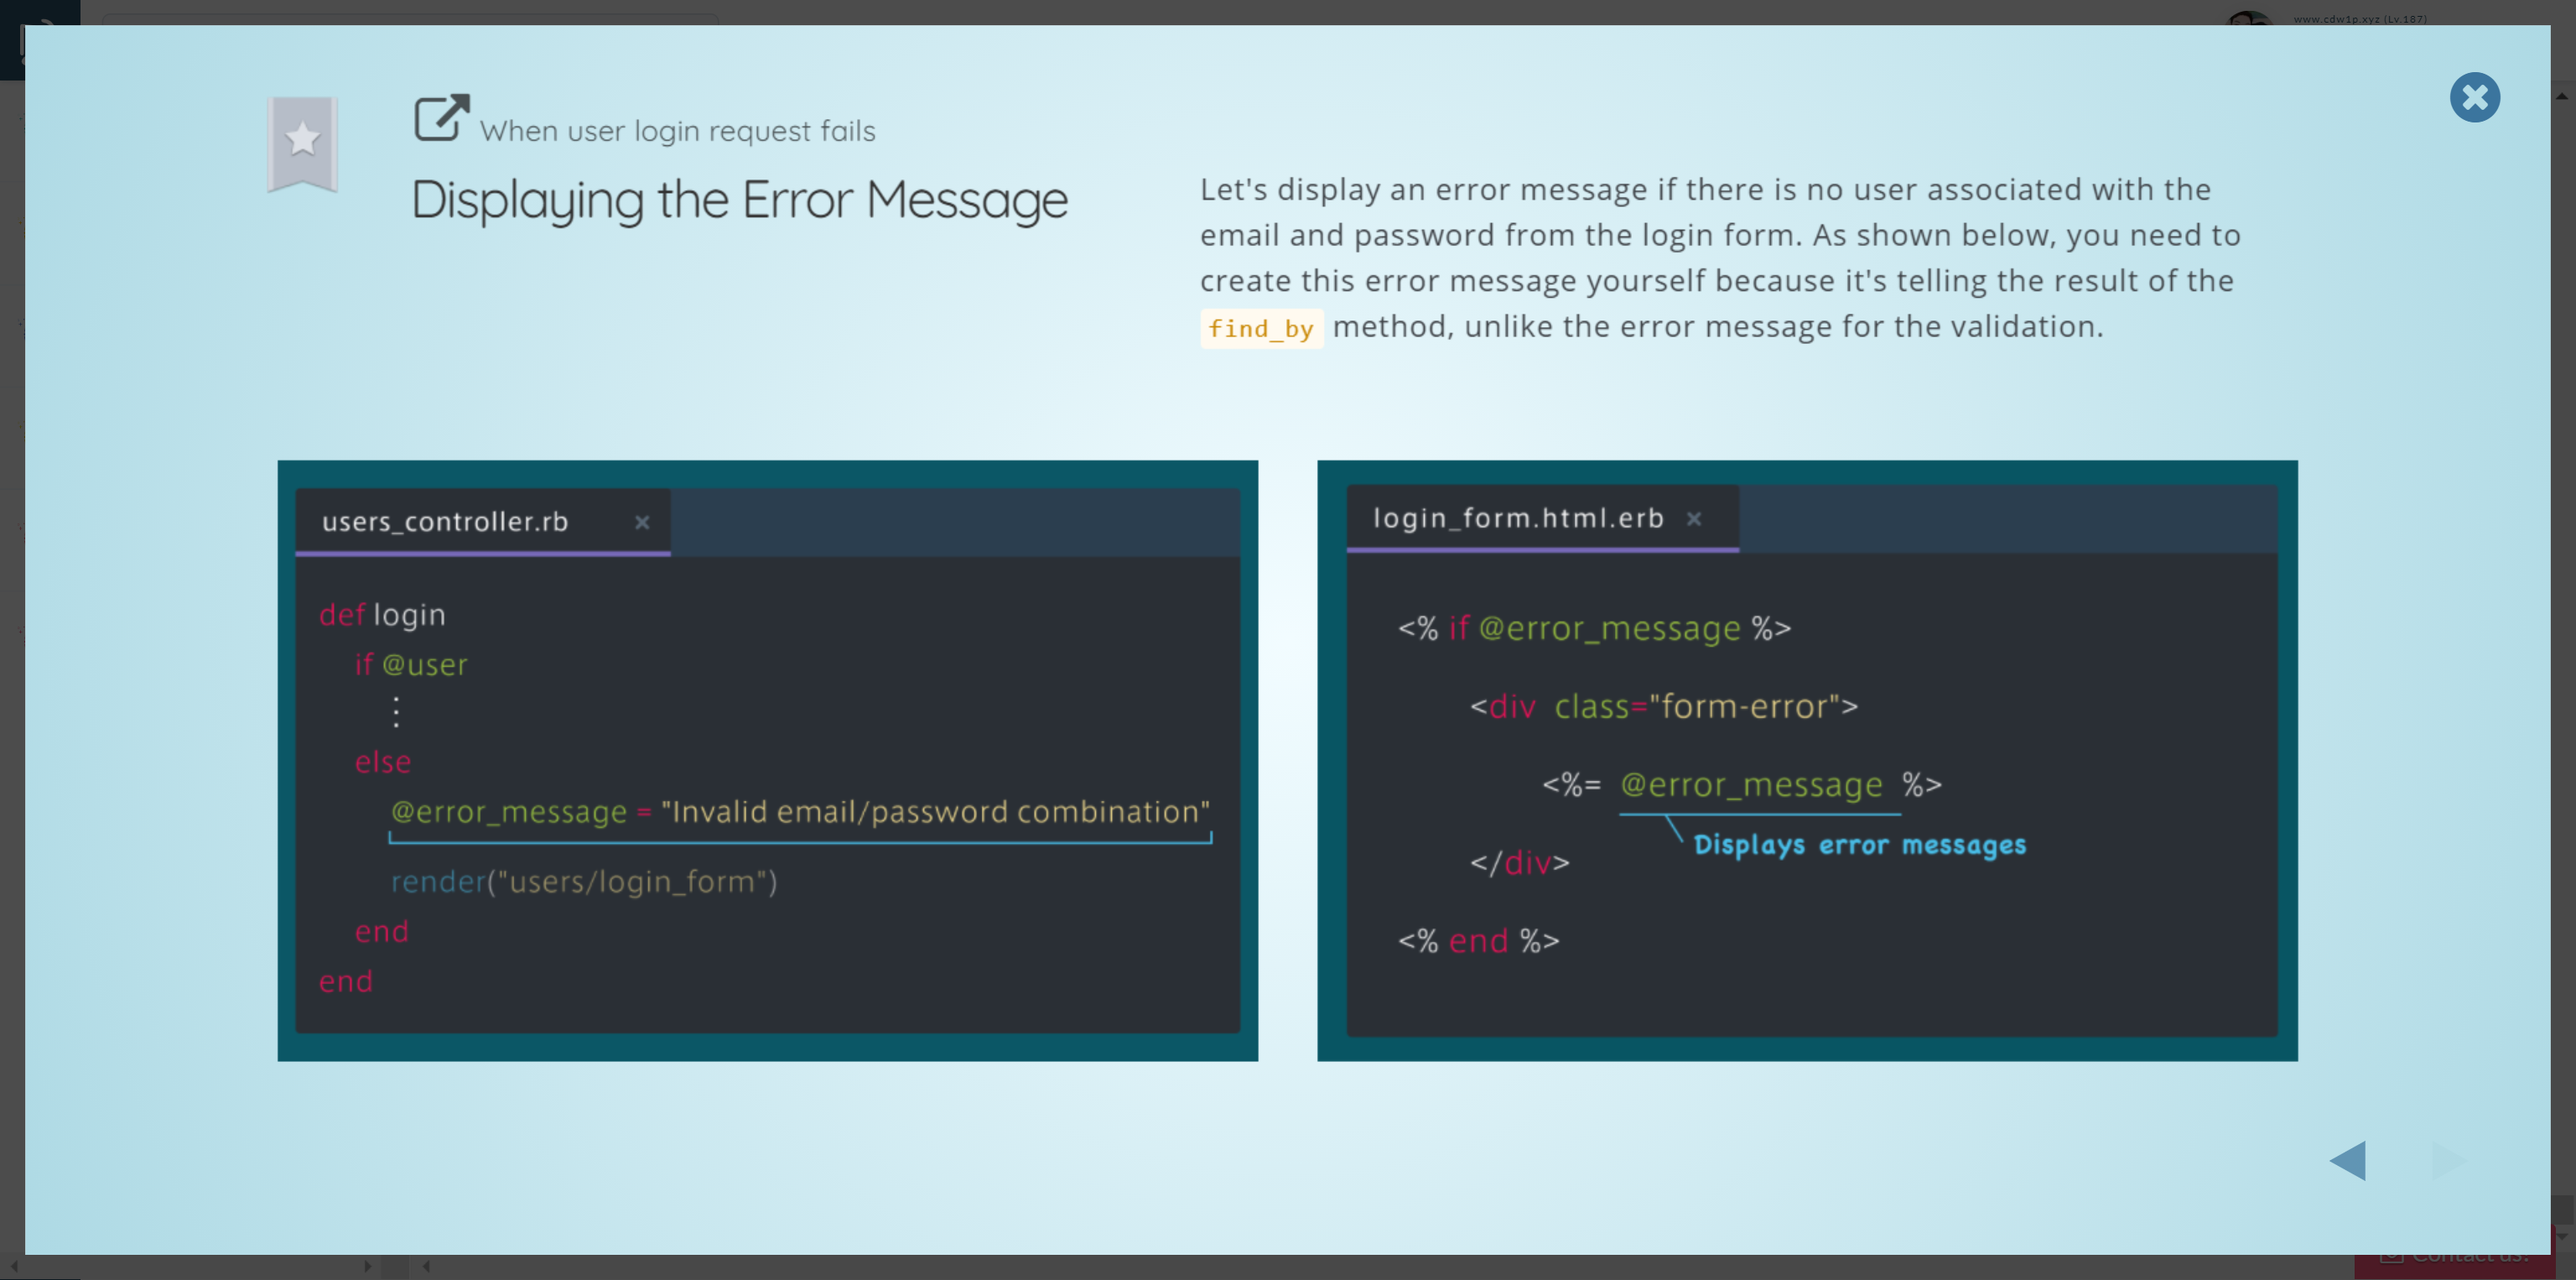 www.cdw1p.xyz (Lv.187)
When user login request fails
Displaying the Error Message
Let's display an error message if there is no user associated with the
email and password from the login form. As shown below, you need to
create this error message yourself because it's telling the result of the
find_by method, unlike the error message for the validation.
users_controller.rb ×
def login
if @user
⋮
else
@error_message = "Invalid email/password combination"
render("users/login_form")
end
end
login_form.html.erb ×
<% if @error_message %>
<div class="form-error">
<%= @error_message %>
Displays error messages
</div>
<% end %>
Contact us!